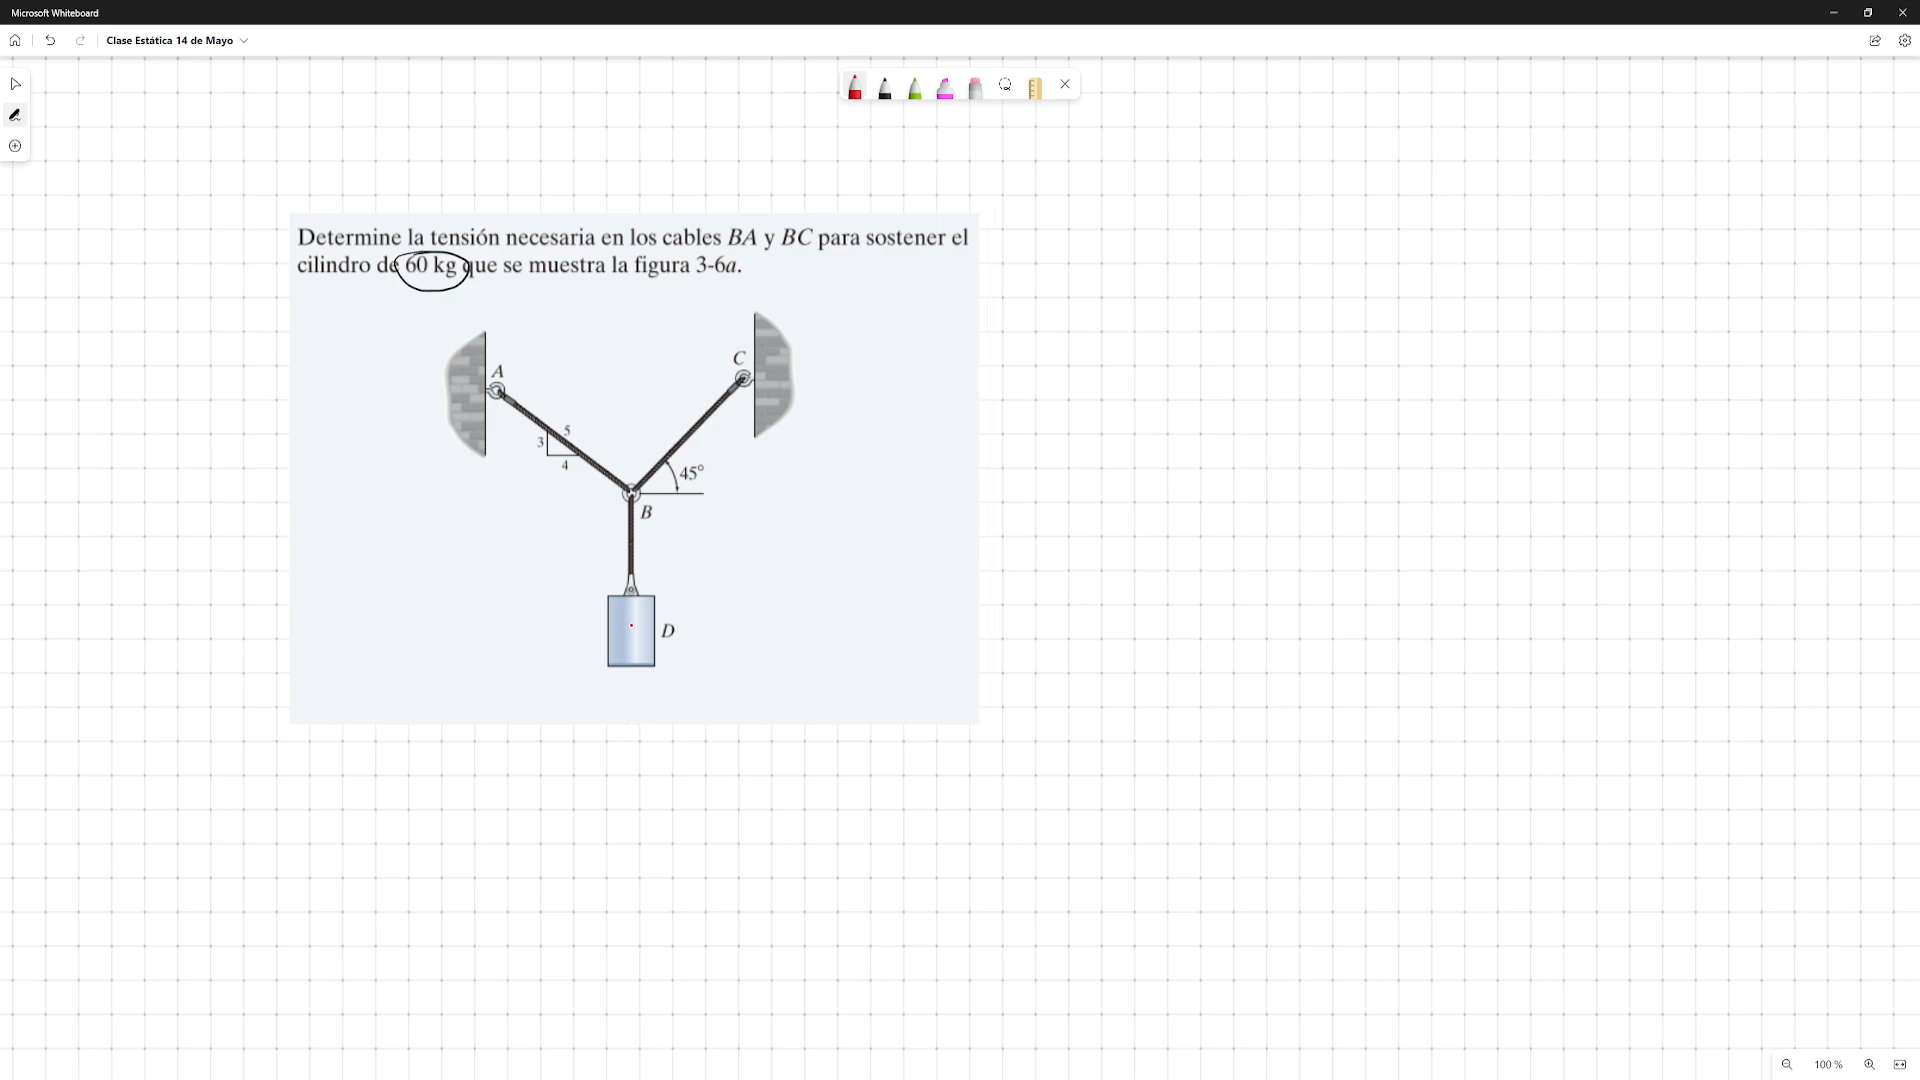 Microsoft Whiteboard
Clase Estática 14 de Mayo
Determine la tensión necesaria en los cables BA y BC para sostener el
cilindro de 60 kg que se muestra la figura 3-6a.
C
A
5
3
4
45°
B
D
100 %